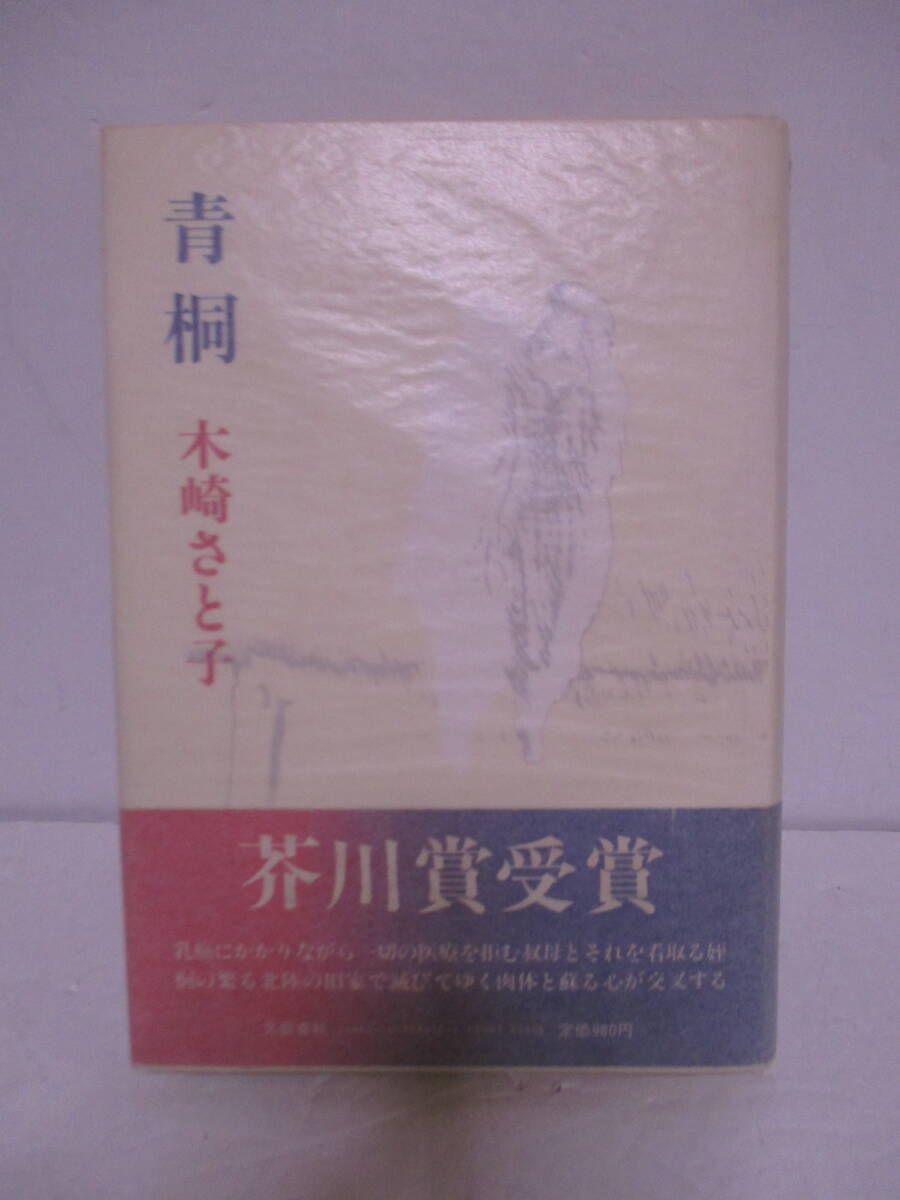 青桐
木崎さと子
芥川賞受賞
乳癌にかかりながら一切の医療を拒む叔母とそれを看取る姪
桐の繁る北陸の旧家で滅びてゆく肉体と蘇る心が交叉する
文藝春秋
定価980円